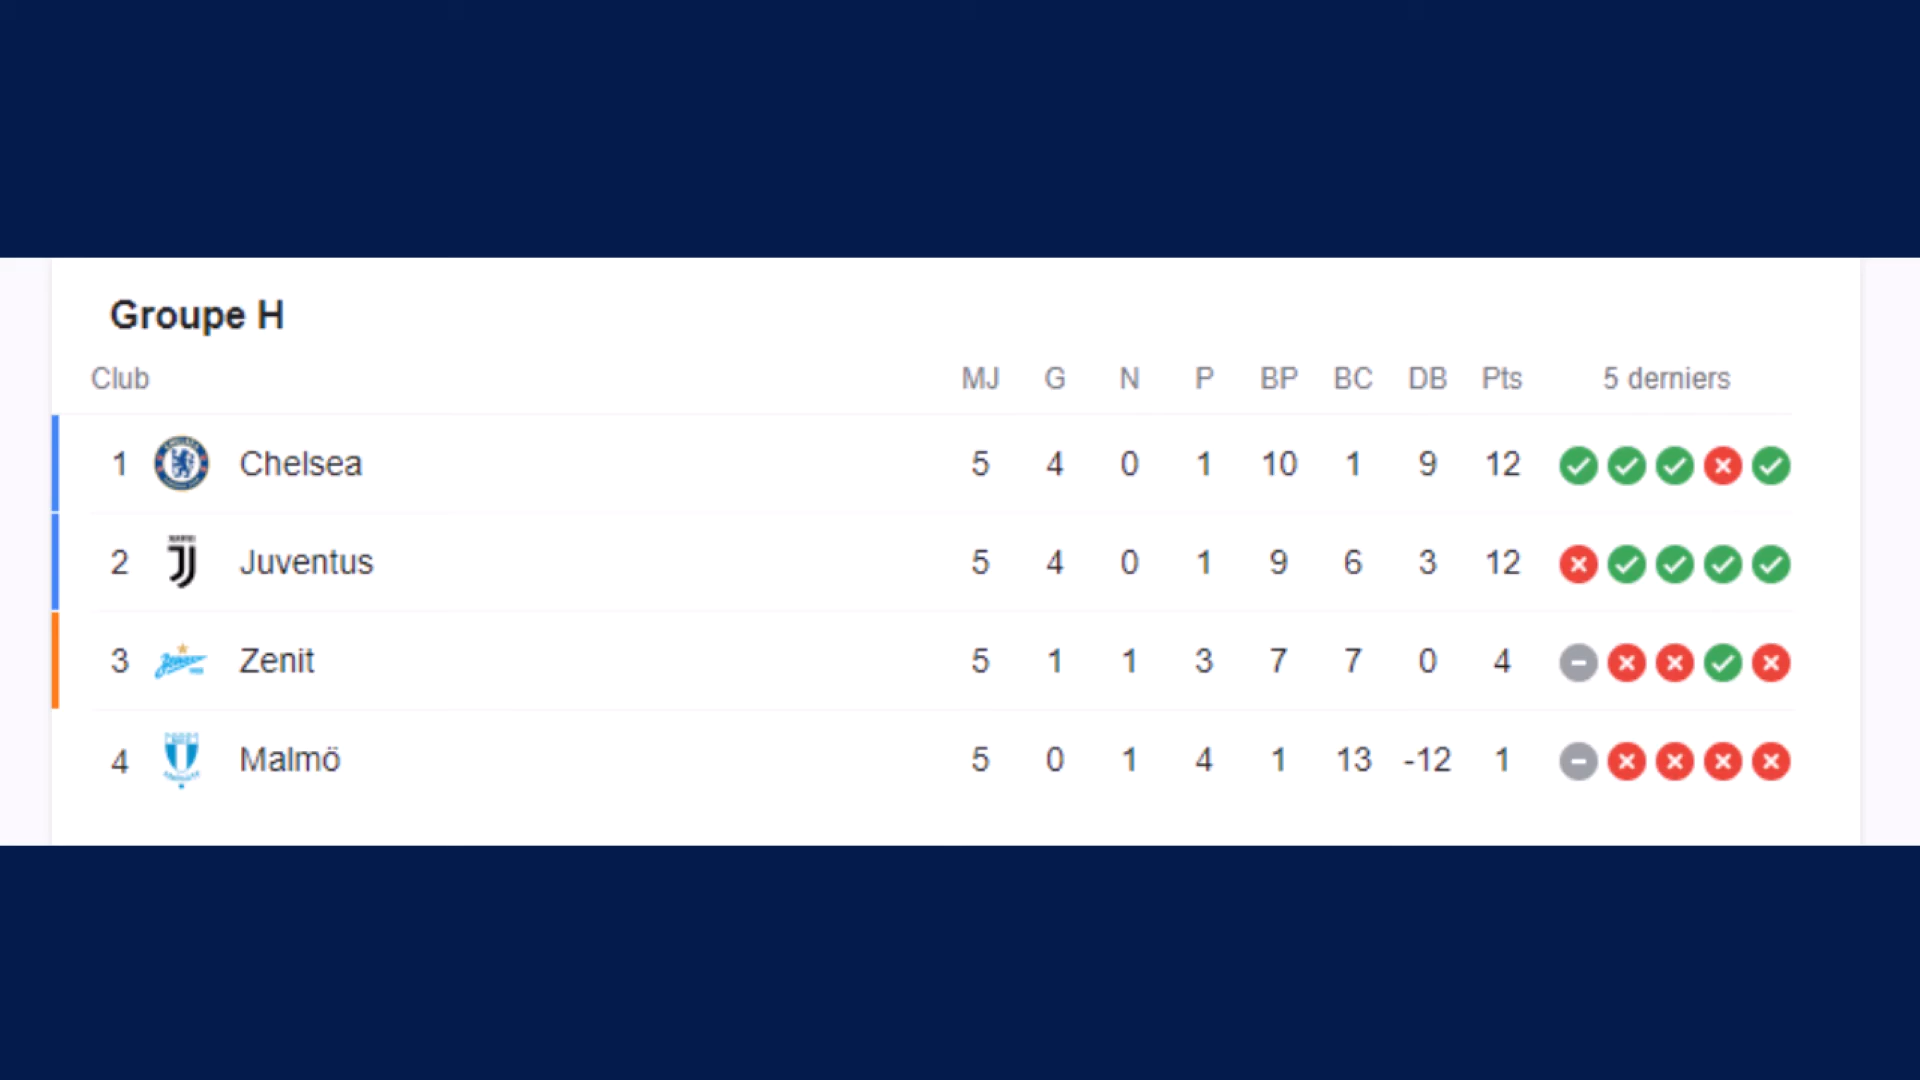 Groupe H
Club MJ G N P BP BC DB Pts 5 derniers
1 Chelsea 5 4 0 1 10 1 9 12
2 Juventus 5 4 0 1 9 6 3 12
3 Zenit 5 1 1 3 7 7 0 4
4 Malmö 5 0 1 4 1 13 -12 1